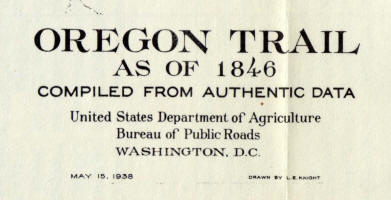 OREGON TRAIL
AS OF 1846
COMPILED FROM AUTHENTIC DATA
United States Department of Agriculture
Bureau of Public Roads
WASHINGTON, D.C.
MAY 15, 1938 DRAWN BY L.E.KNIGHT